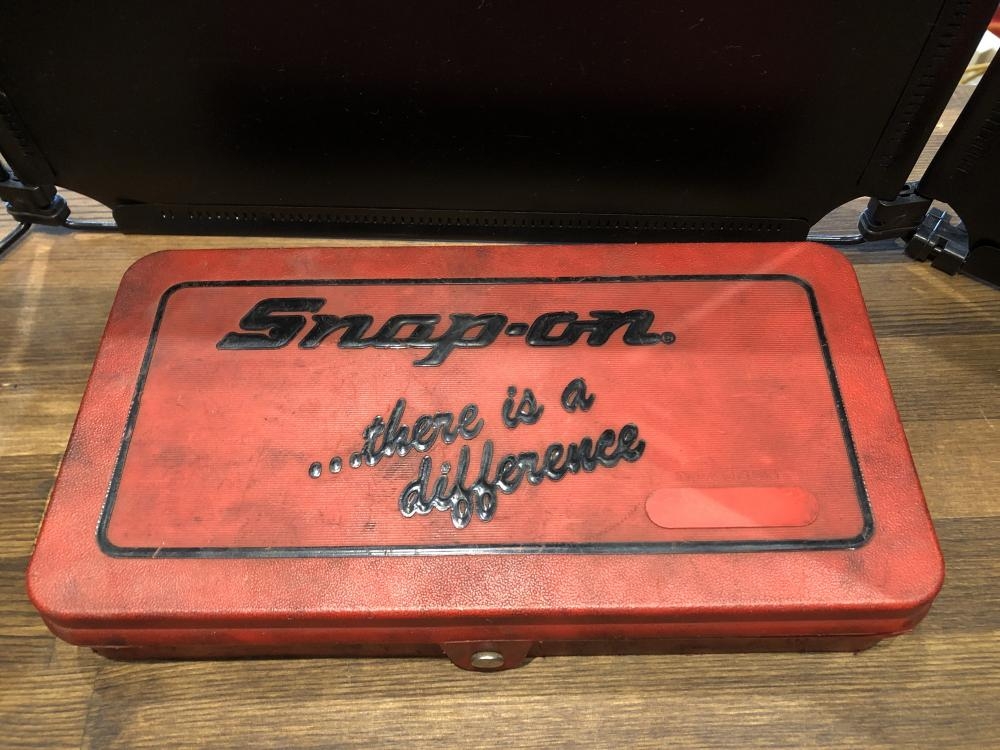 Snap-on®
...there is a
difference